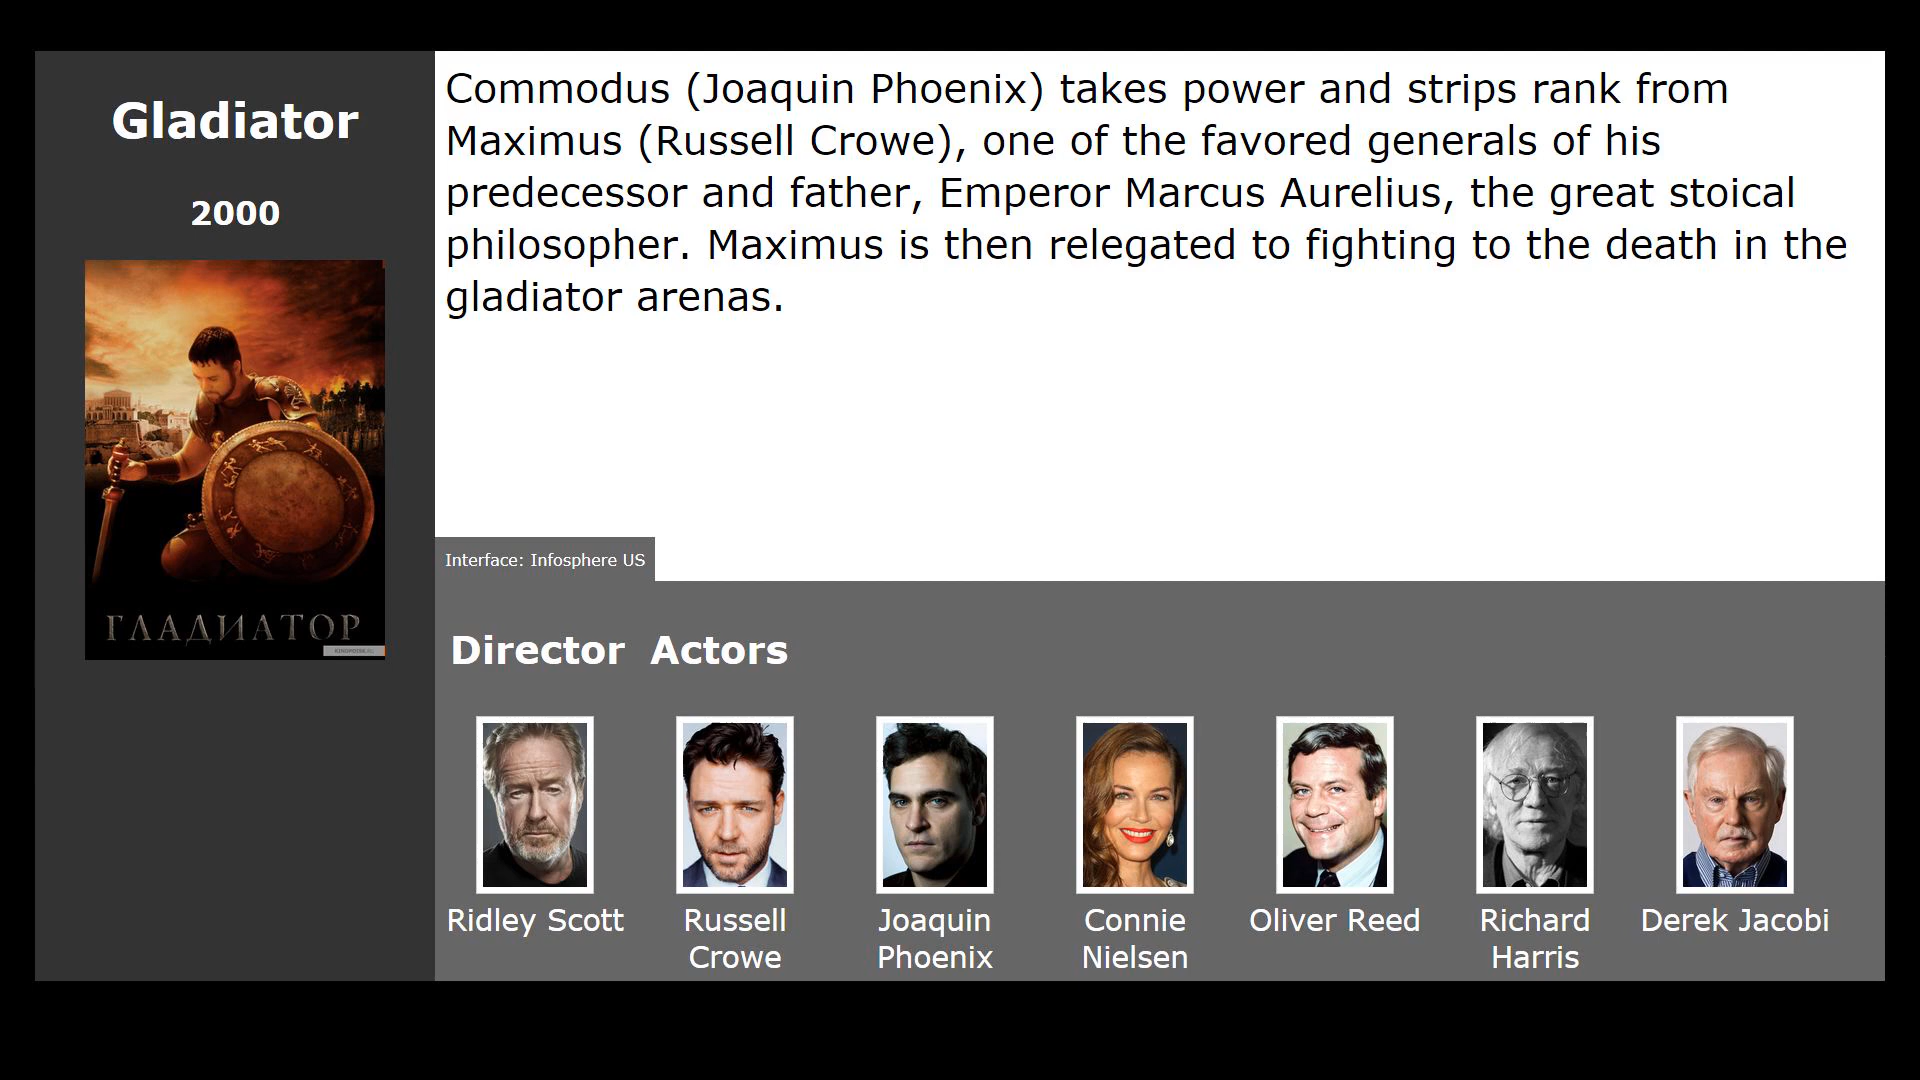 Gladiator
2000
ГЛАДИАТОР
KINOPOISK.RU
Commodus (Joaquin Phoenix) takes power and strips rank from
Maximus (Russell Crowe), one of the favored generals of his
predecessor and father, Emperor Marcus Aurelius, the great stoical
philosopher. Maximus is then relegated to fighting to the death in the
gladiator arenas.
Interface: Infosphere US
Director Actors
Ridley Scott
Russell
Crowe
Joaquin
Phoenix
Connie
Nielsen
Oliver Reed
Richard
Harris
Derek Jacobi